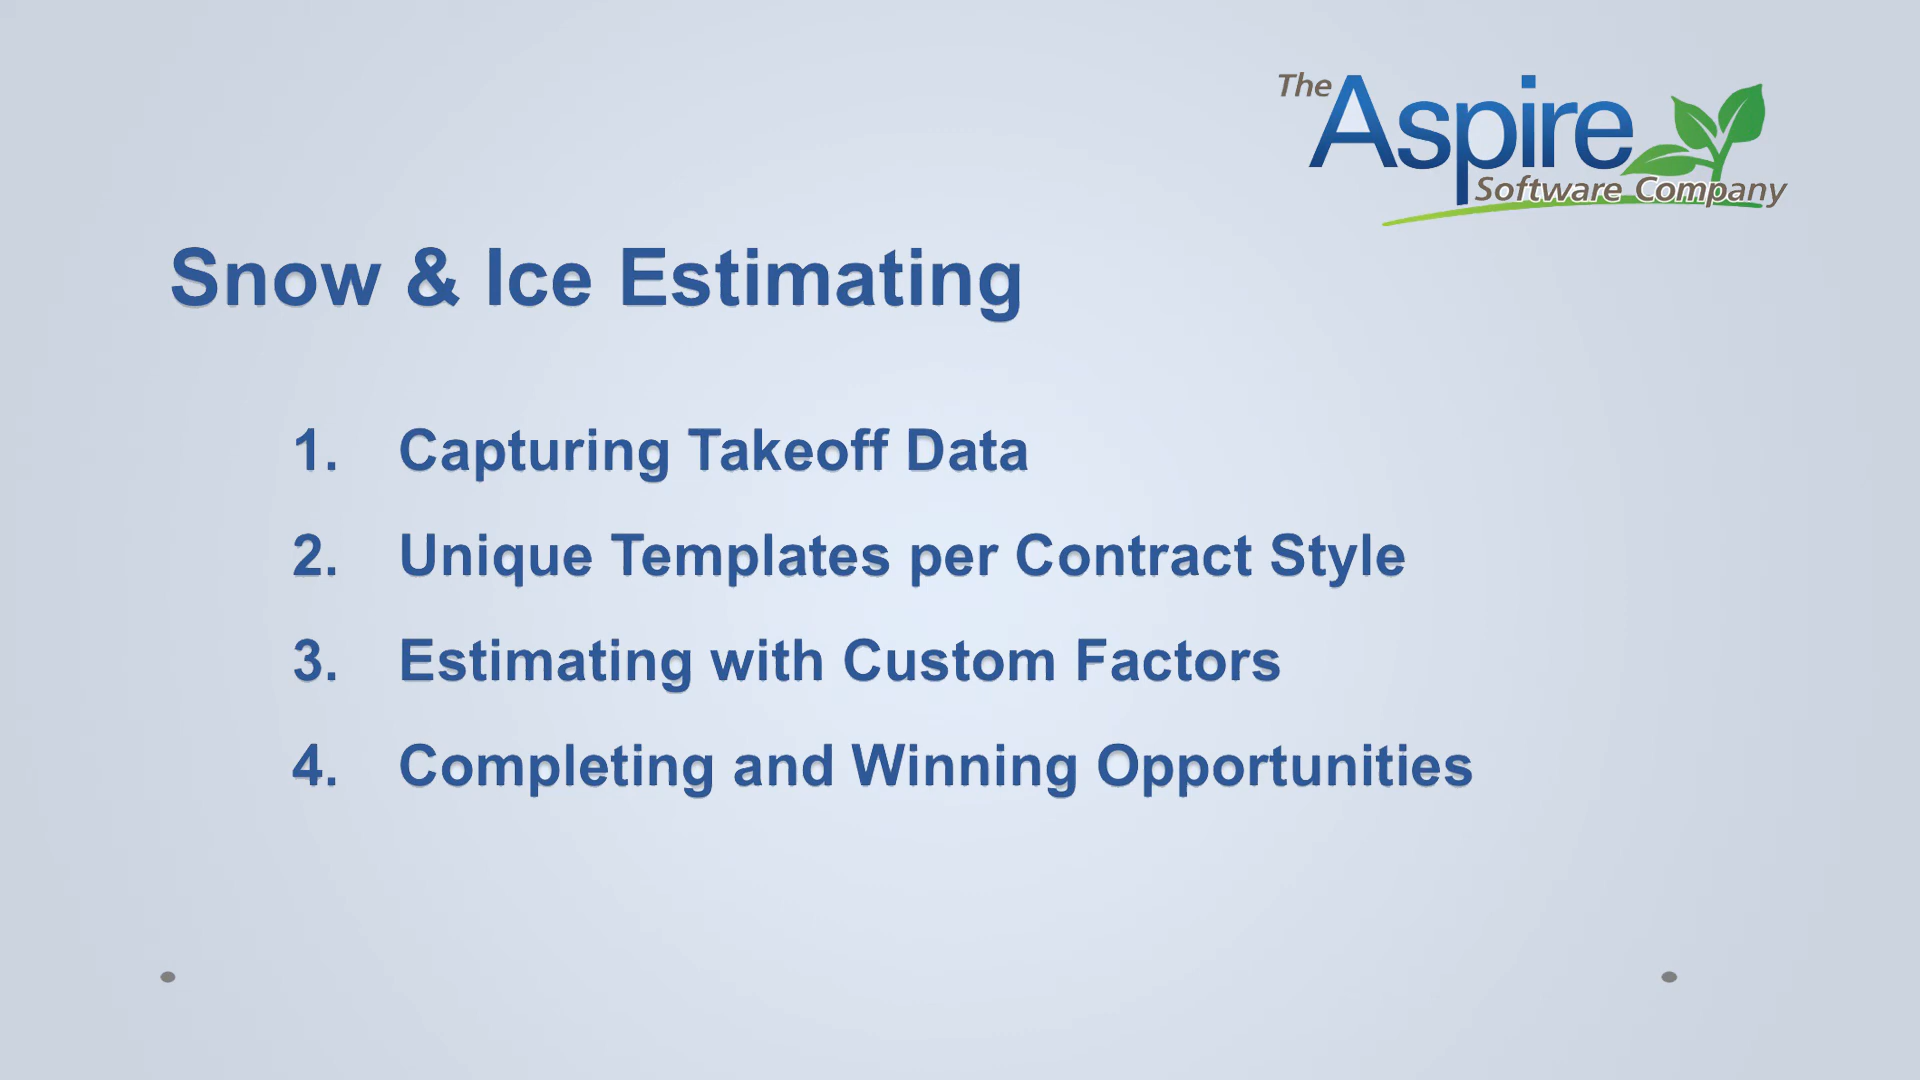 The Aspire
Software Company
Snow & Ice Estimating
1. Capturing Takeoff Data
2. Unique Templates per Contract Style
3. Estimating with Custom Factors
4. Completing and Winning Opportunities